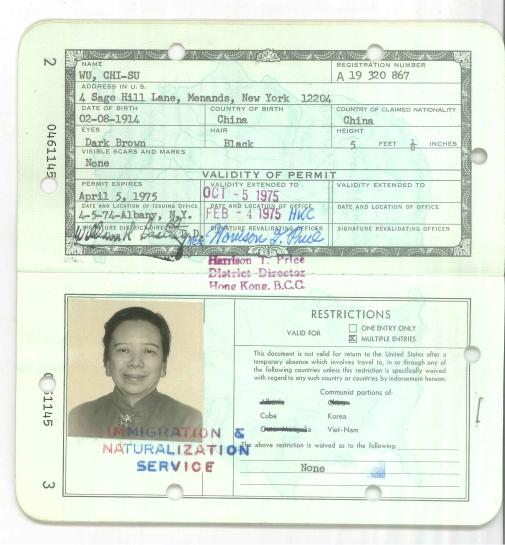 2
NAME
WU, CHI-SU
REGISTRATION NUMBER
A 19 320 867
ADDRESS IN U. S.
4 Sage Hill Lane, Menands, New York 12204
DATE OF BIRTH COUNTRY OF BIRTH COUNTRY OF CLAIMED NATIONALITY
02-08-1914 China China
EYES HAIR HEIGHT
Dark Brown Black 5 FEET ½ INCHES
VISIBLE SCARS AND MARKS
None
0461145
VALIDITY OF PERMIT
PERMIT EXPIRES VALIDITY EXTENDED TO VALIDITY EXTENDED TO
April 5, 1975 OCT - 5 1975
DATE AND LOCATION OF ISSUING OFFICE DATE AND LOCATION OF OFFICE DATE AND LOCATION OF OFFICE
4-5-74-Albany, N.Y. FEB - 4 1975 HKC
SIGNATURE DISTRICT DIRECTOR SIGNATURE REVALIDATING OFFICER SIGNATURE REVALIDATING OFFICER
D.D. Harrison T. Price
Harrison T. Price
District Director
Hong Kong, B.C.C.
RESTRICTIONS
VALID FOR
ONE ENTRY ONLY
MULTIPLE ENTRIES
This document is not valid for return to the United States after a
temporary absence which involves travel to, in or through any of
the following countries unless this restriction is specifically waived
with regard to any such country or countries by indorsement hereon:
Communist portions of:
Albania China
Cuba Korea
Outer Mongolia Viet-Nam
The above restriction is waived as to the following:
None
IMMIGRATION &
NATURALIZATION
SERVICE
61145
3